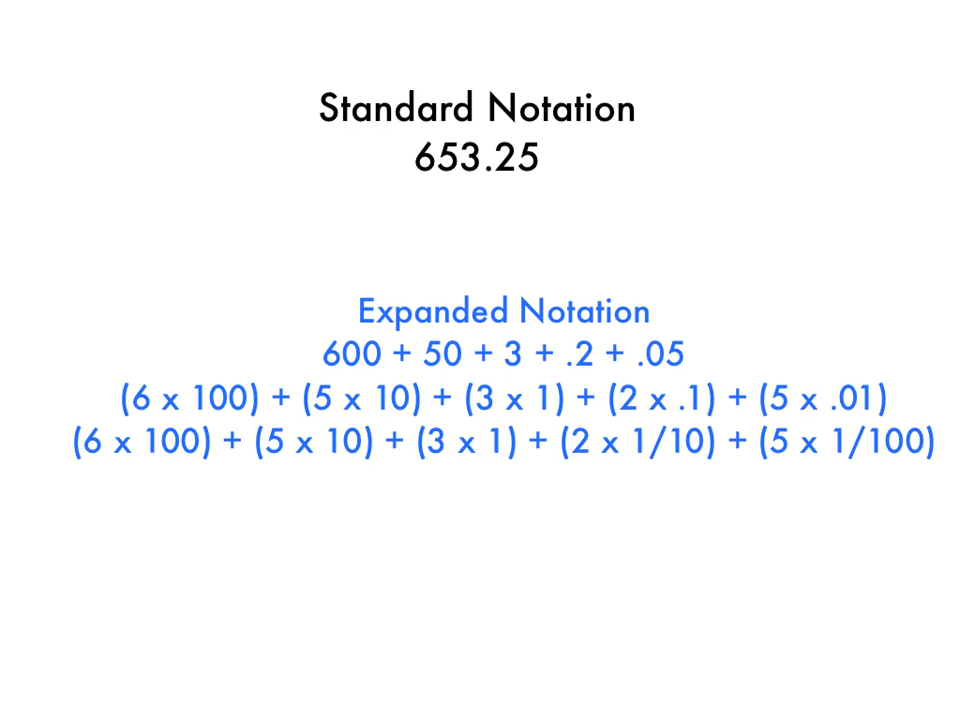 Standard Notation
653.25
Expanded Notation
600 + 50 + 3 + .2 + .05
(6 x 100) + (5 x 10) + (3 x 1) + (2 x .1) + (5 x .01)
(6 x 100) + (5 x 10) + (3 x 1) + (2 x 1/10) + (5 x 1/100)